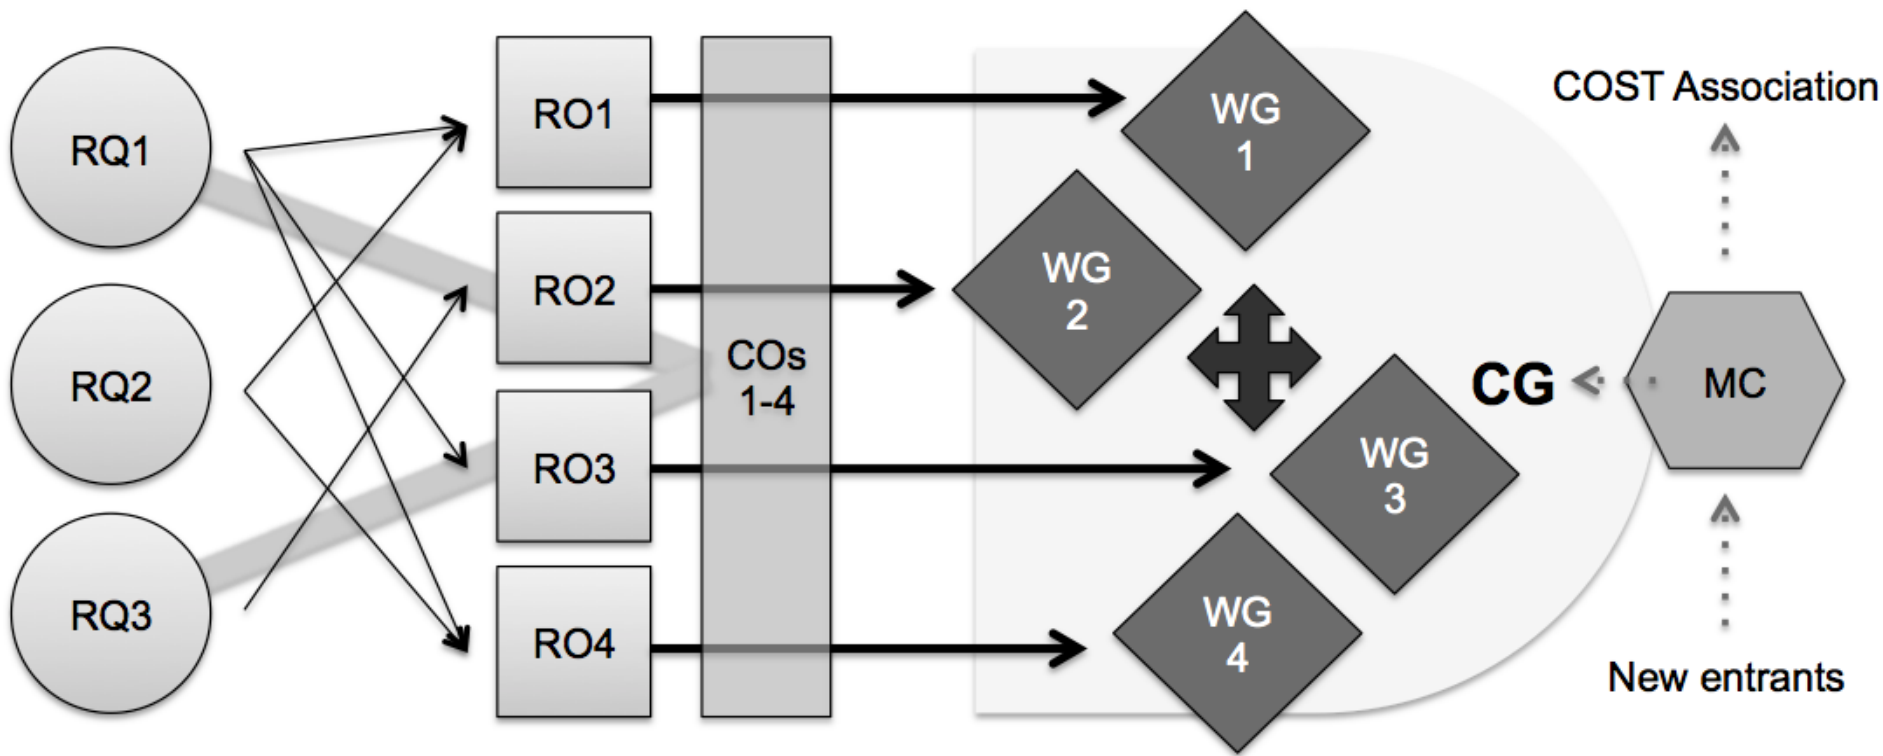 RQ1
RQ2
RQ3
RO1
RO2
RO3
RO4
COs
1-4
WG
1
WG
2
WG
3
WG
4
CG
MC
COST Association
New entrants